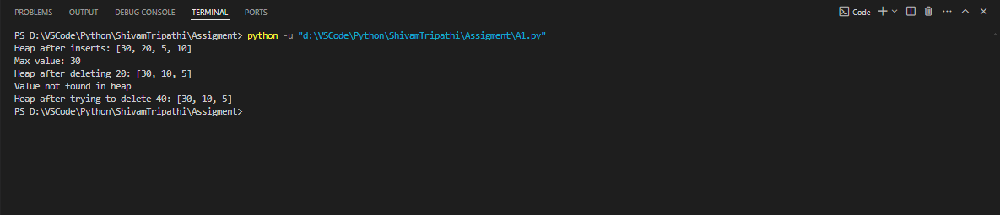 PROBLEMS OUTPUT DEBUG CONSOLE TERMINAL PORTS Code
PS D:\VSCode\Python\ShivamTripathi\Assigment> python -u "d:\VSCode\Python\ShivamTripathi\Assigment\A1.py"
Heap after inserts: [30, 20, 5, 10]
Max value: 30
Heap after deleting 20: [30, 10, 5]
Value not found in heap
Heap after trying to delete 40: [30, 10, 5]
PS D:\VSCode\Python\ShivamTripathi\Assigment>